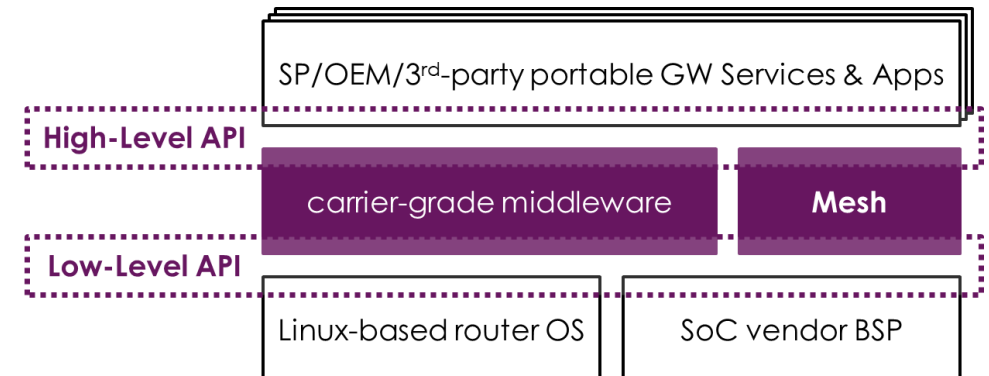 SP/OEM/3rd-party portable GW Services & Apps
High-Level API
carrier-grade middleware
Mesh
Low-Level API
Linux-based router OS
SoC vendor BSP